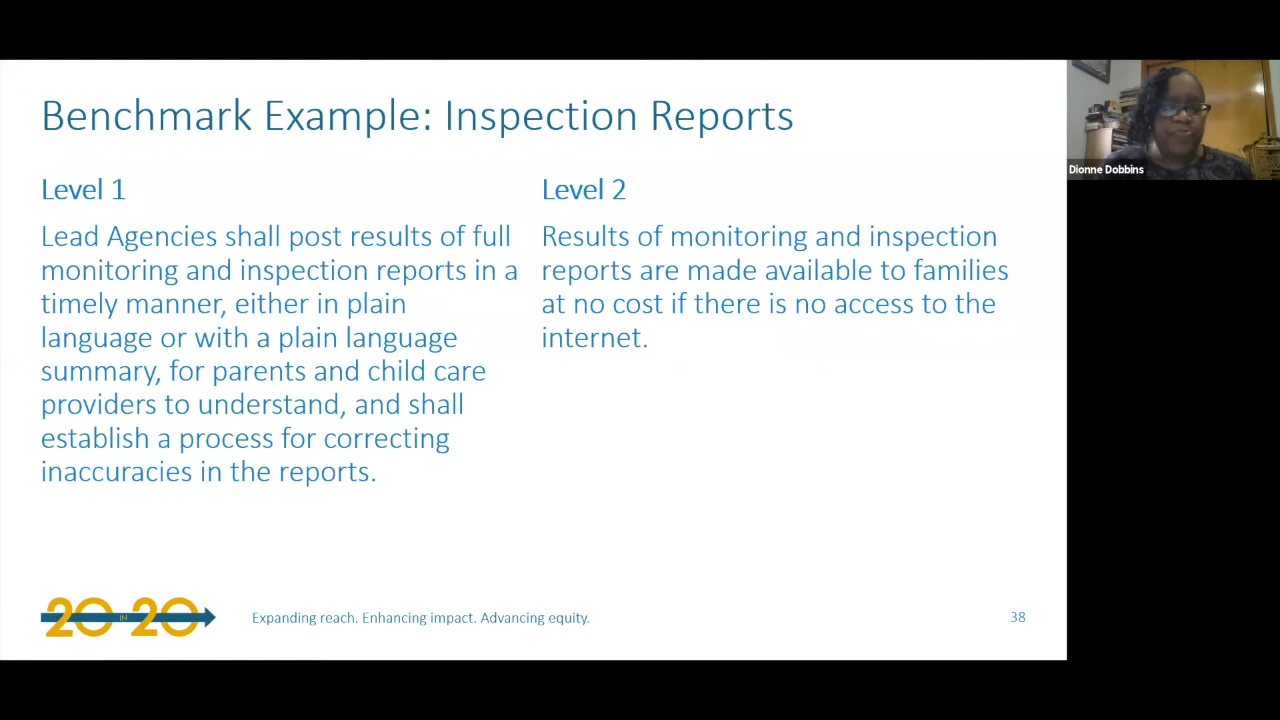 Benchmark Example: Inspection Reports
Level 1
Lead Agencies shall post results of full
monitoring and inspection reports in a
timely manner, either in plain
language or with a plain language
summary, for parents and child care
providers to understand, and shall
establish a process for correcting
inaccuracies in the reports.
Level 2
Results of monitoring and inspection
reports are made available to families
at no cost if there is no access to the
internet.
20 IN 20
Expanding reach. Enhancing impact. Advancing equity.
38
Dionne Dobbins